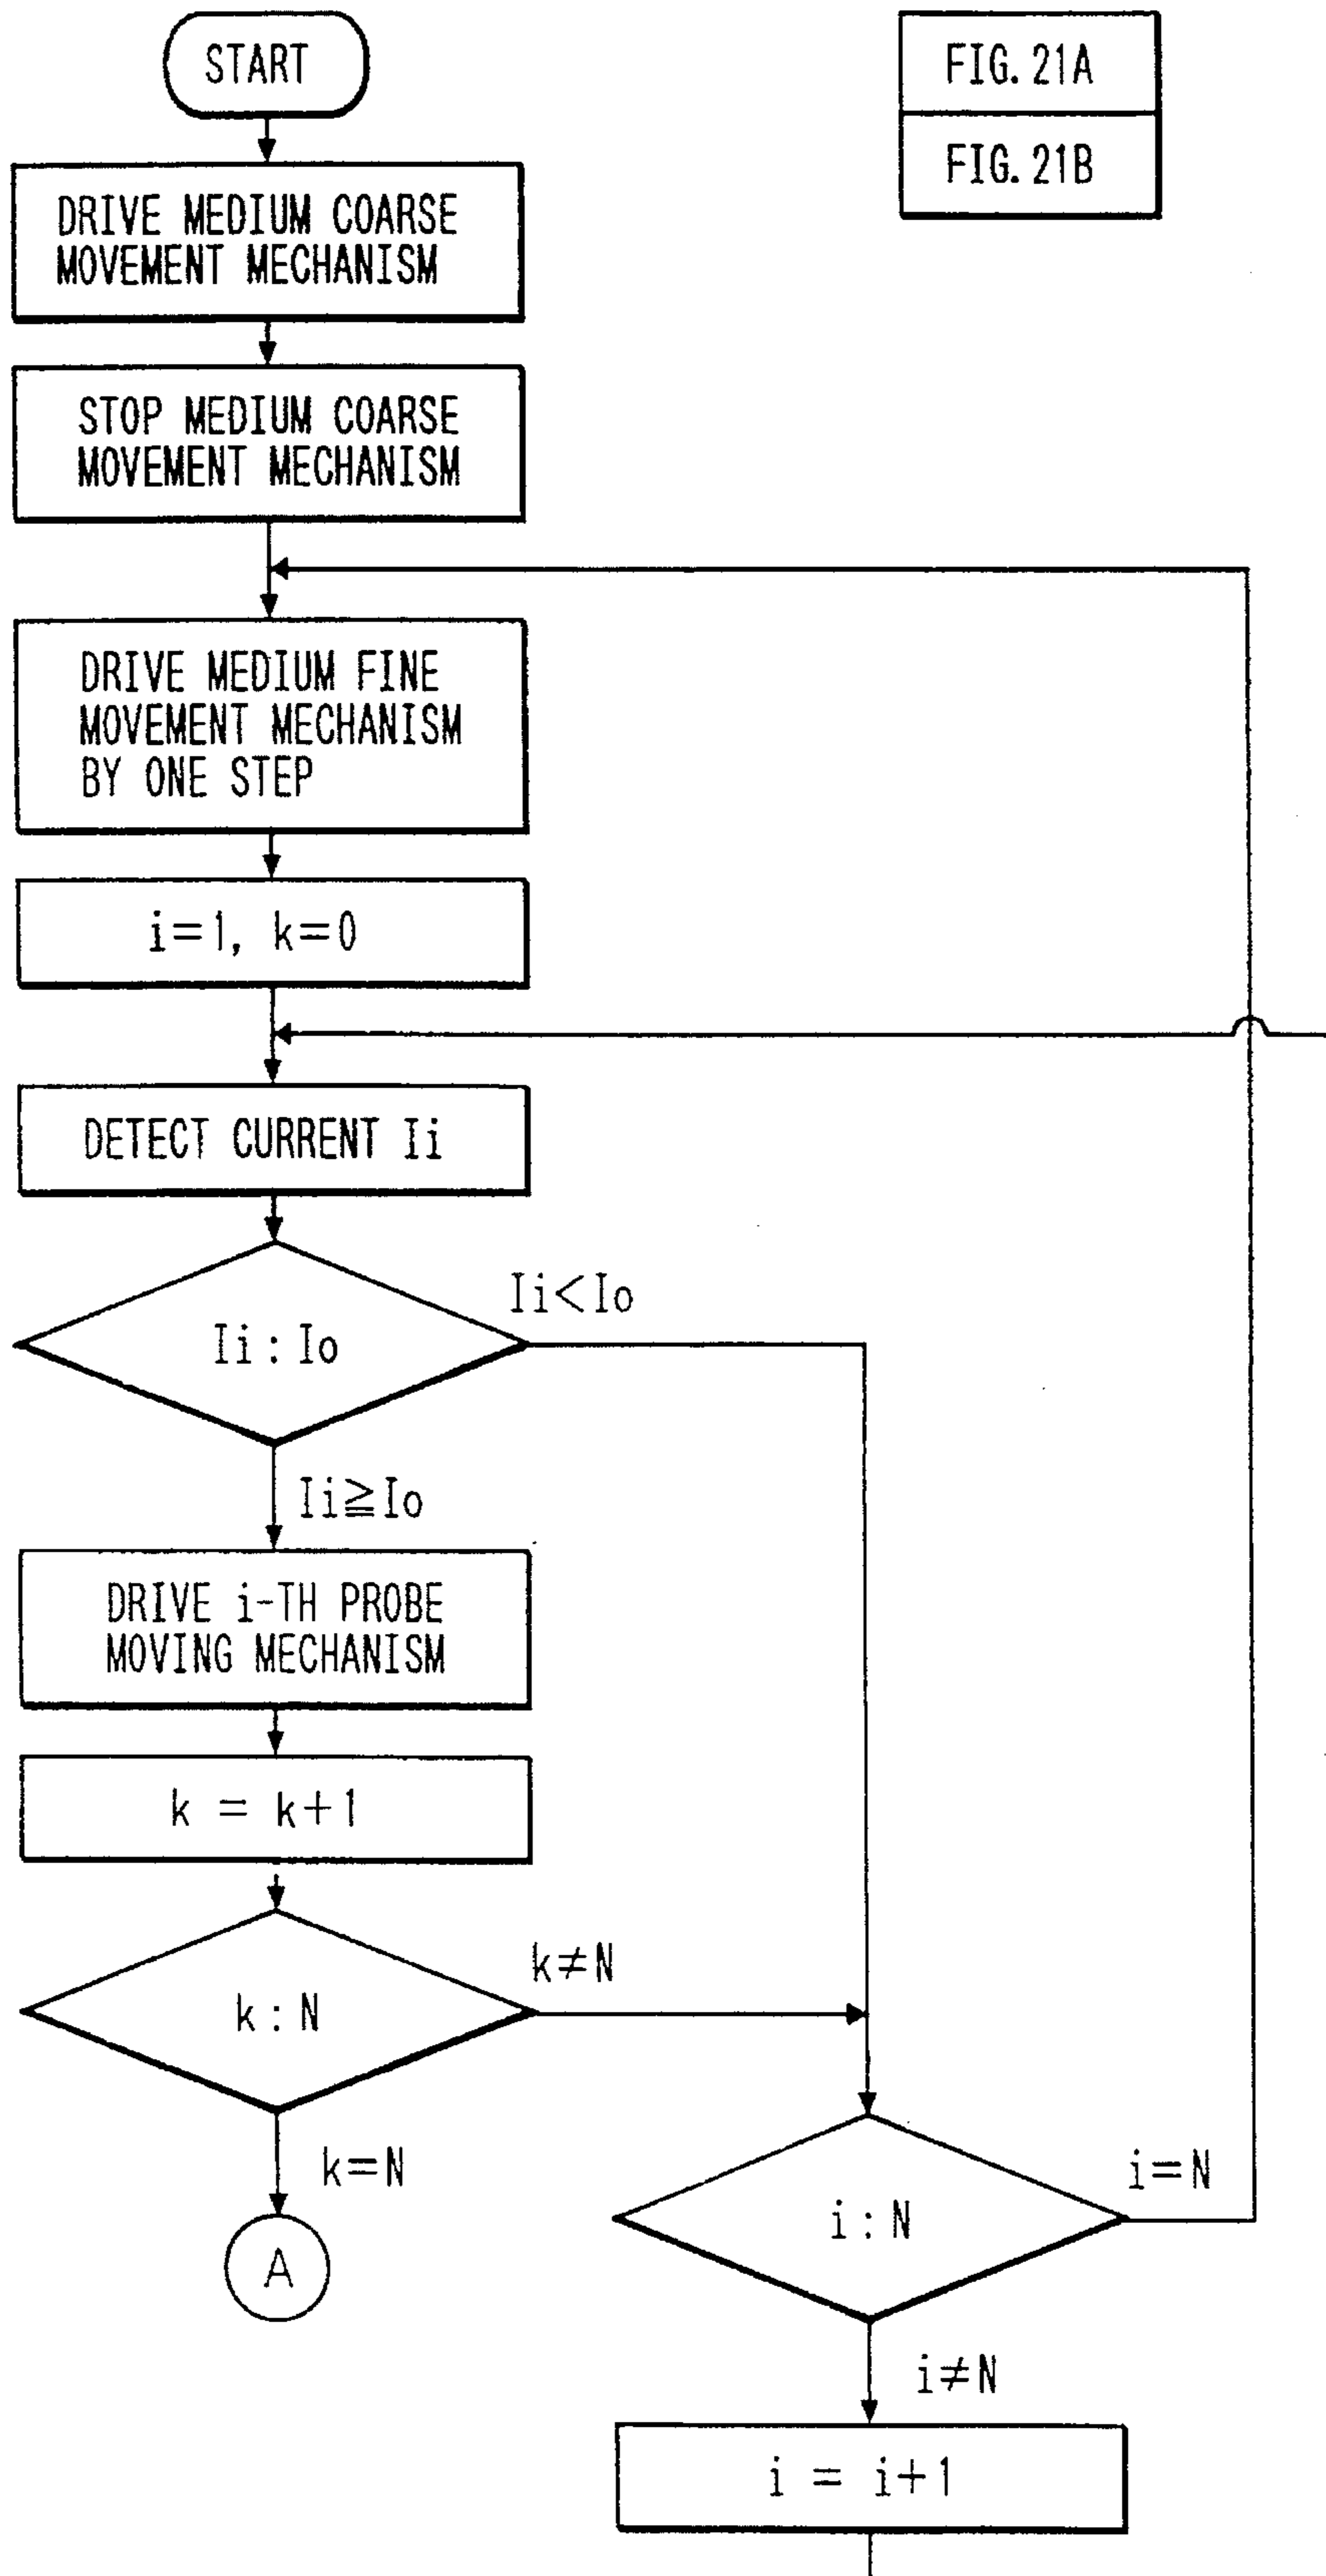 START
FIG. 21A
FIG. 21B
DRIVE MEDIUM COARSE
MOVEMENT MECHANISM
STOP MEDIUM COARSE
MOVEMENT MECHANISM
DRIVE MEDIUM FINE
MOVEMENT MECHANISM
BY ONE STEP
i=1, k=0
DETECT CURRENT Ii
Ii<Io
Ii : Io
Ii≧Io
DRIVE i-TH PROBE
MOVING MECHANISM
k = k+1
k≠N
k : N
k=N
i=N
i : N
A
i≠N
i = i+1